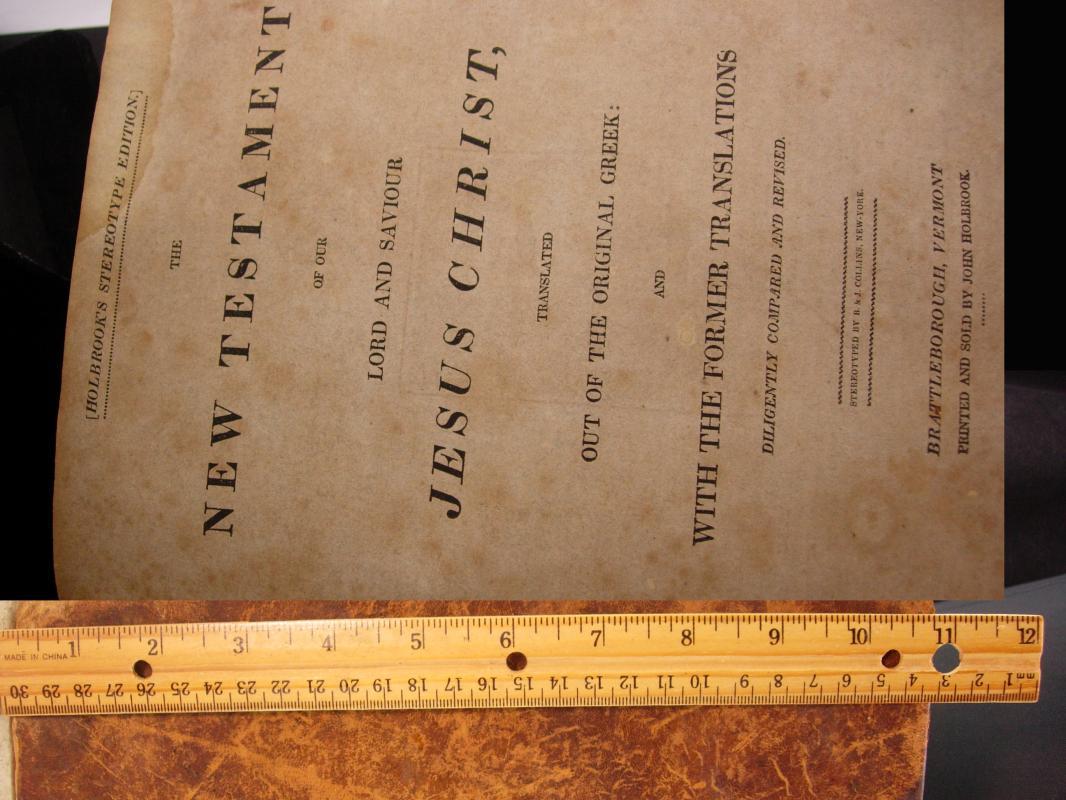 [HOLBROOK'S STEREOTYPE EDITION.]
THE
NEW TESTAMENT
OF OUR
LORD AND SAVIOUR
JESUS CHRIST,
TRANSLATED
OUT OF THE ORIGINAL GREEK:
AND
WITH THE FORMER TRANSLATIONS
DILIGENTLY COMPARED AND REVISED.
STEREOTYPED BY B. & J. COLLINS, NEW-YORK.
BRATTLEBOROUGH, VERMONT
PRINTED AND SOLD BY JOHN HOLBROOK.
1 2 3 4 5 6 7 8 9 10 11 12
MADE IN CHINA
30 29 28 27 26 25 24 23 22 21 20 19 18 17 16 15 14 13 12 11 10 9 8 7 6 5 4 3 2 1 mm